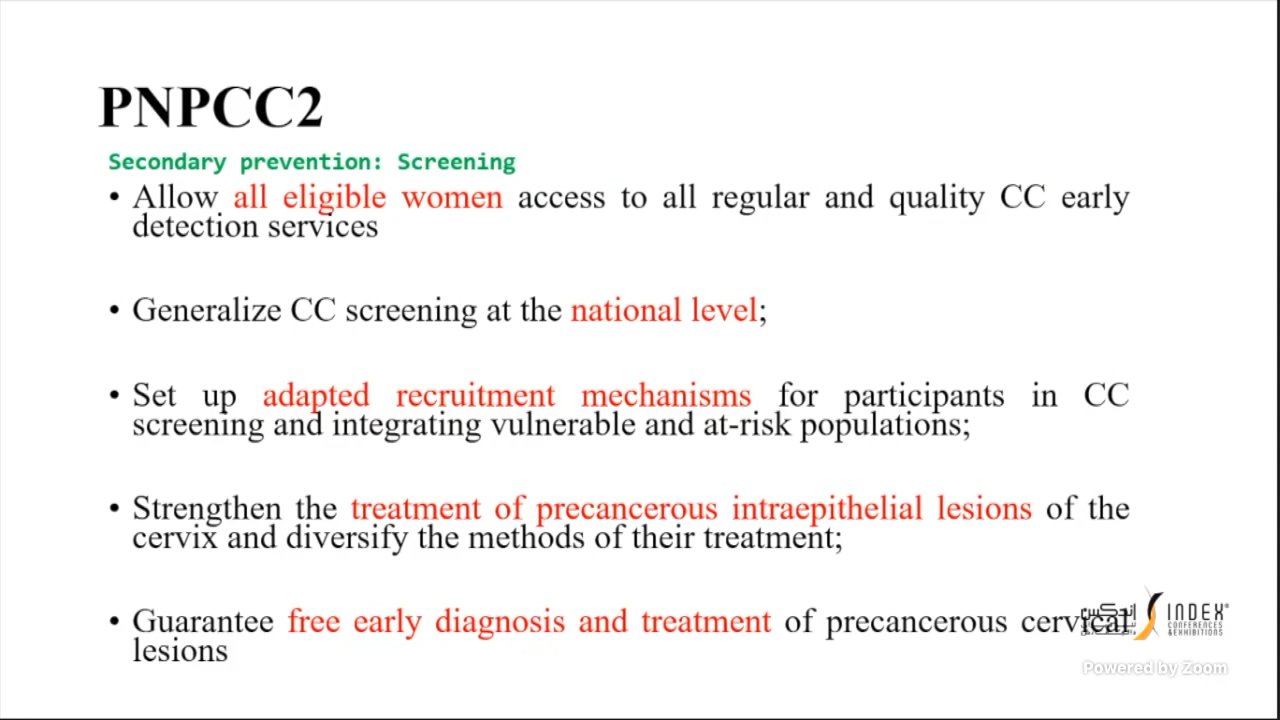 PNPCC2
Secondary prevention: Screening
• Allow all eligible women access to all regular and quality CC early
detection services
• Generalize CC screening at the national level;
• Set up adapted recruitment mechanisms for participants in CC
screening and integrating vulnerable and at-risk populations;
• Strengthen the treatment of precancerous intraepithelial lesions of the
cervix and diversify the methods of their treatment;
• Guarantee free early diagnosis and treatment of precancerous cervical
lesions
INDEX
CONFERENCES
& EXHIBITIONS
Powered by Zoom